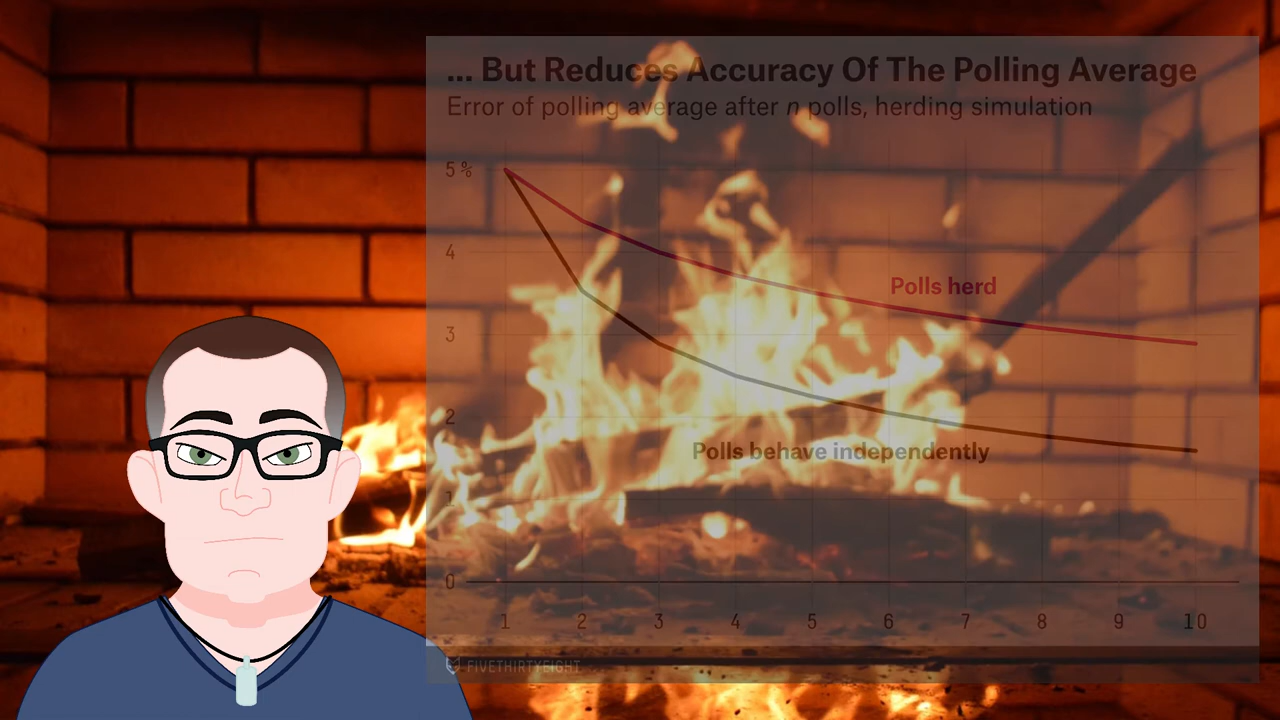 ... But Reduces Accuracy Of The Polling Average
Error of polling average after n polls, herding simulation
5 %
4
Polls herd
3
2
Polls behave independently
1
0
1 2 3 4 5 6 7 8 9 10
FIVETHIRTYEIGHT